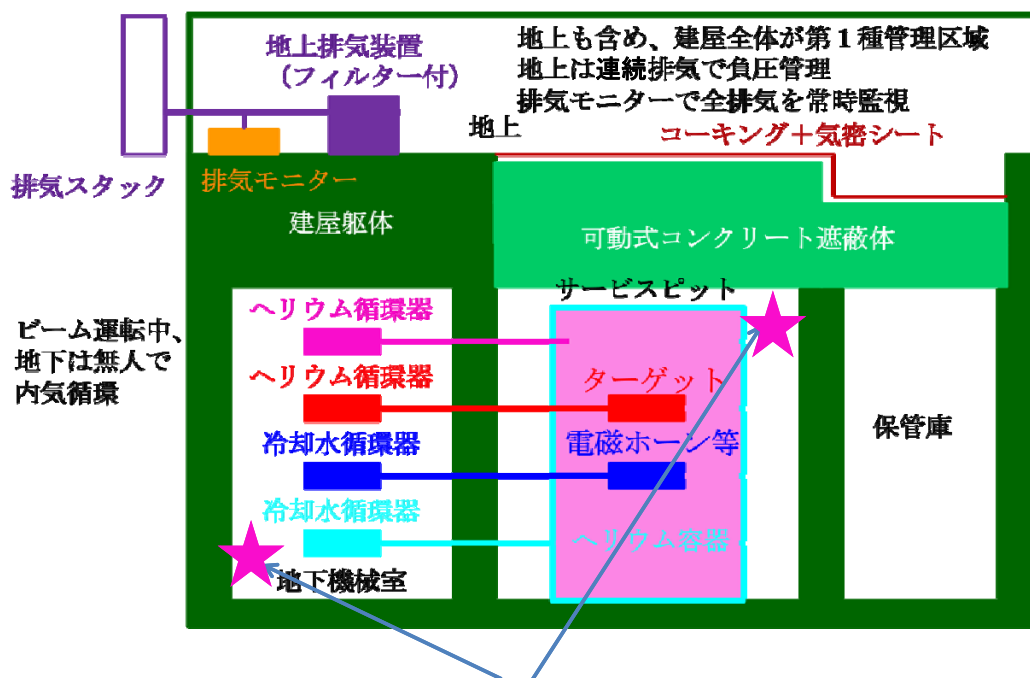 地上排気装置
（フィルター付）
地上も含め、建屋全体が第１種管理区域
地上は連続排気で負圧管理
排気モニターで全排気を常時監視
地上
コーキング＋気密シート
排気スタック
排気モニター
建屋躯体
可動式コンクリート遮蔽体
サービスピット
ビーム運転中、
地下は無人で
内気循環
ヘリウム循環器
ヘリウム循環器
ターゲット
冷却水循環器
電磁ホーン等
保管庫
冷却水循環器
ヘリウム容器
地下機械室